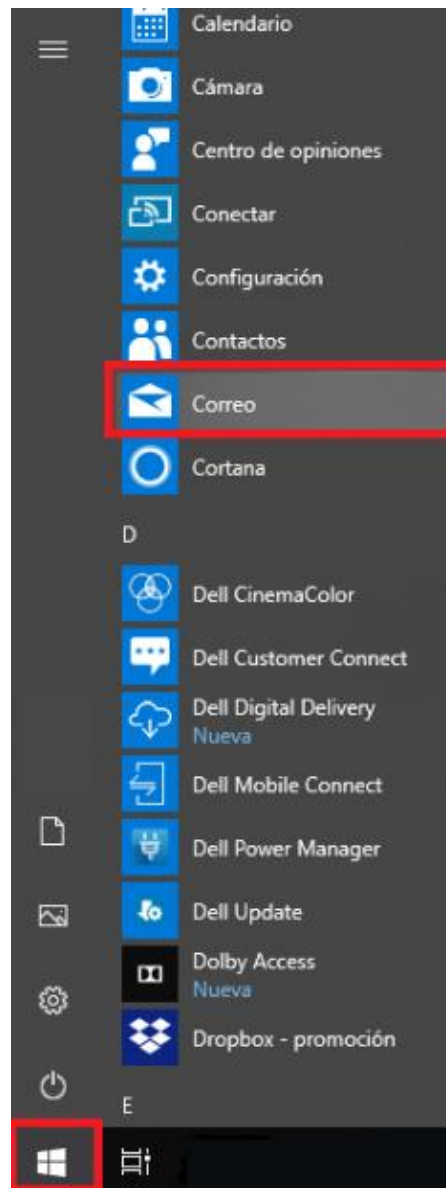 Calendario
Cámara
Centro de opiniones
Conectar
Configuración
Contactos
Correo
Cortana
D
Dell CinemaColor
Dell Customer Connect
Dell Digital Delivery
Nueva
Dell Mobile Connect
Dell Power Manager
Dell Update
Dolby Access
Nueva
Dropbox - promoción
E